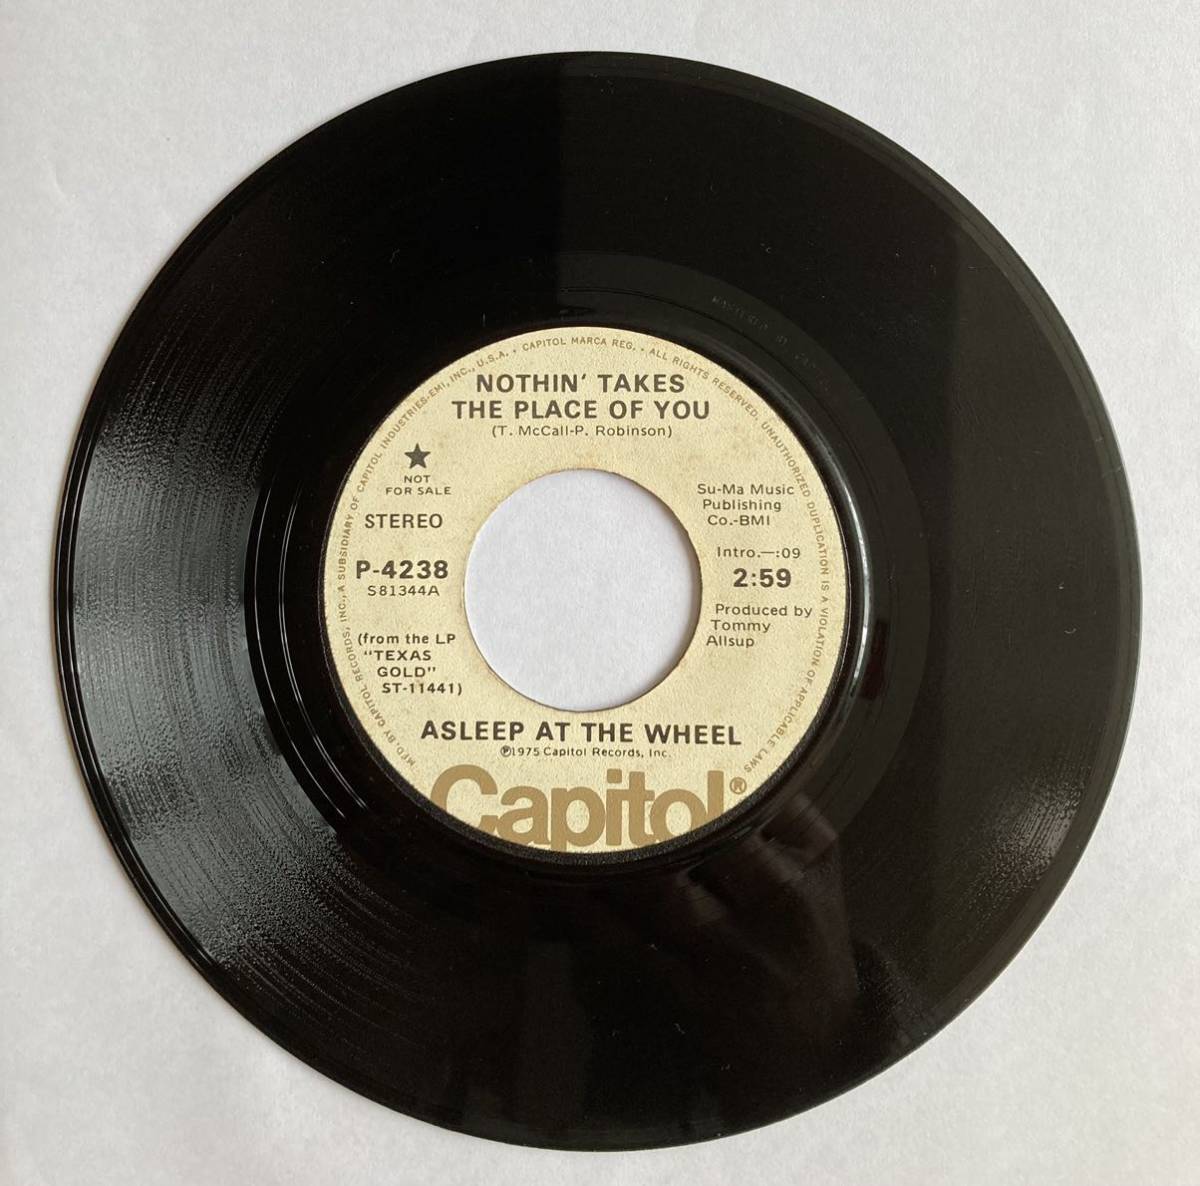 MFD. BY CAPITOL RECORDS, INC., A SUBSIDIARY OF CAPITOL INDUSTRIES-EMI, INC., U.S.A. • CAPITOL MARCA REG. • ALL RIGHTS RESERVED. UNAUTHORIZED DUPLICATION IS A VIOLATION OF APPLICABLE LAWS
NOTHIN' TAKES
THE PLACE OF YOU
(T. McCall-P. Robinson)
★
NOT
FOR SALE
STEREO
P-4238
S81344A
(from the LP
"TEXAS
GOLD"
ST-11441)
Su-Ma Music
Publishing
Co.-BMI
Intro.—:09
2:59
Produced by
Tommy
Allsup
ASLEEP AT THE WHEEL
℗1975 Capitol Records, Inc.
Capitol®
MASTERED BY